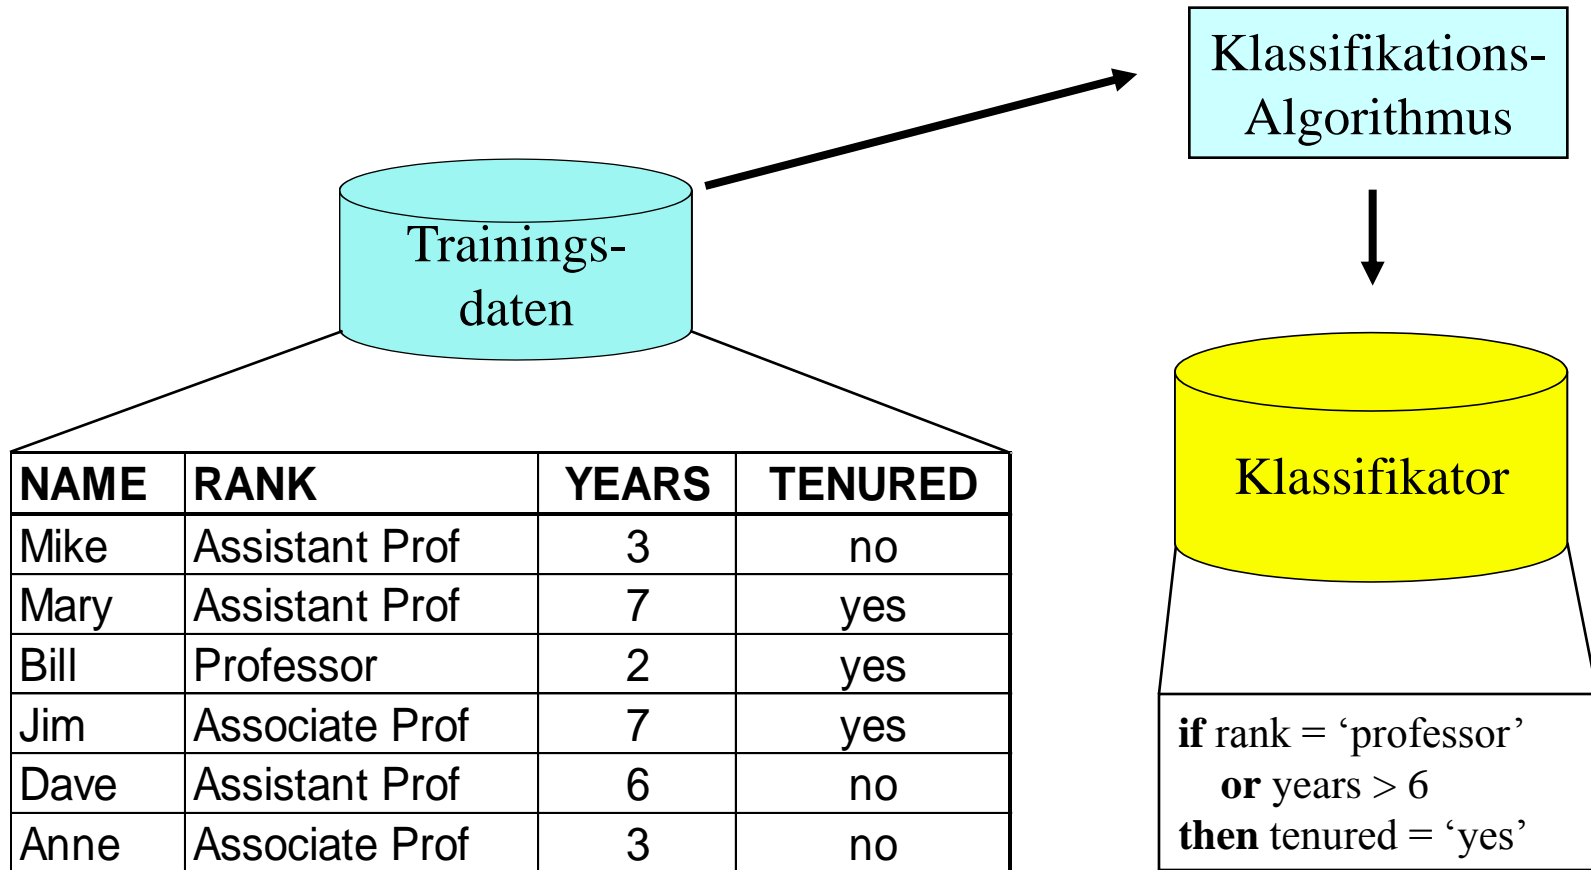 Klassifikations-
Algorithmus
Trainings-
daten
Klassifikator
NAME RANK YEARS TENURED
Mike Assistant Prof 3 no
Mary Assistant Prof 7 yes
Bill Professor 2 yes
Jim Associate Prof 7 yes
Dave Assistant Prof 6 no
Anne Associate Prof 3 no
if rank = ‘professor’
or years > 6
then tenured = ‘yes’